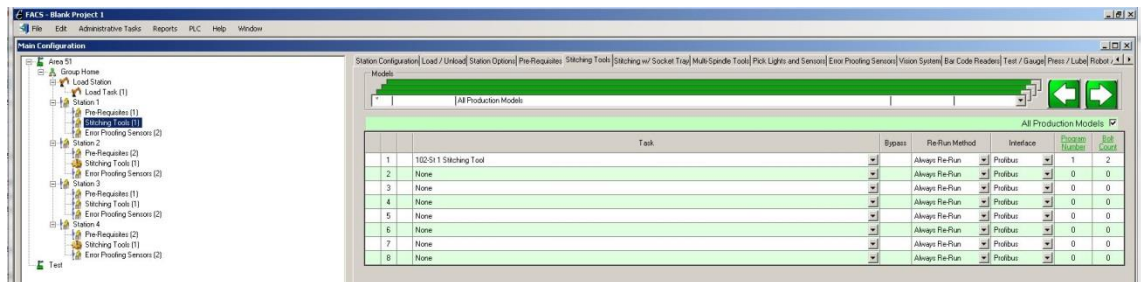 FACS - Blank Project 1
File Edit Administrative Tasks Reports PLC Help Window
Main Configuration
Area 51
Group Home
Load Station
Load Task (1)
Station 1
Pre-Requisites (1)
Stitching Tools (1)
Error Proofing Sensors (2)
Station 2
Pre-Requisites (2)
Stitching Tools (1)
Error Proofing Sensors (2)
Station 3
Pre-Requisites (1)
Stitching Tools (1)
Error Proofing Sensors (2)
Station 4
Pre-Requisites (2)
Stitching Tools (1)
Error Proofing Sensors (2)
Test
Station Configuration Load / Unload Station Options Pre-Requisites Stitching Tools Stitching w/ Socket Tray Multi-Spindle Tools Pick Lights and Sensors Error Proofing Sensors Vision System Bar Code Readers Test / Gauge Press / Lube Robot /
Models
* All Production Models
All Production Models
Task Bypass Re-Run Method Interface Program Number Bolt Count
1 102-St 1 Stitching Tool Always Re-Run Profibus 1 2
2 None Always Re-Run Profibus 0 0
3 None Always Re-Run Profibus 0 0
4 None Always Re-Run Profibus 0 0
5 None Always Re-Run Profibus 0 0
6 None Always Re-Run Profibus 0 0
7 None Always Re-Run Profibus 0 0
8 None Always Re-Run Profibus 0 0